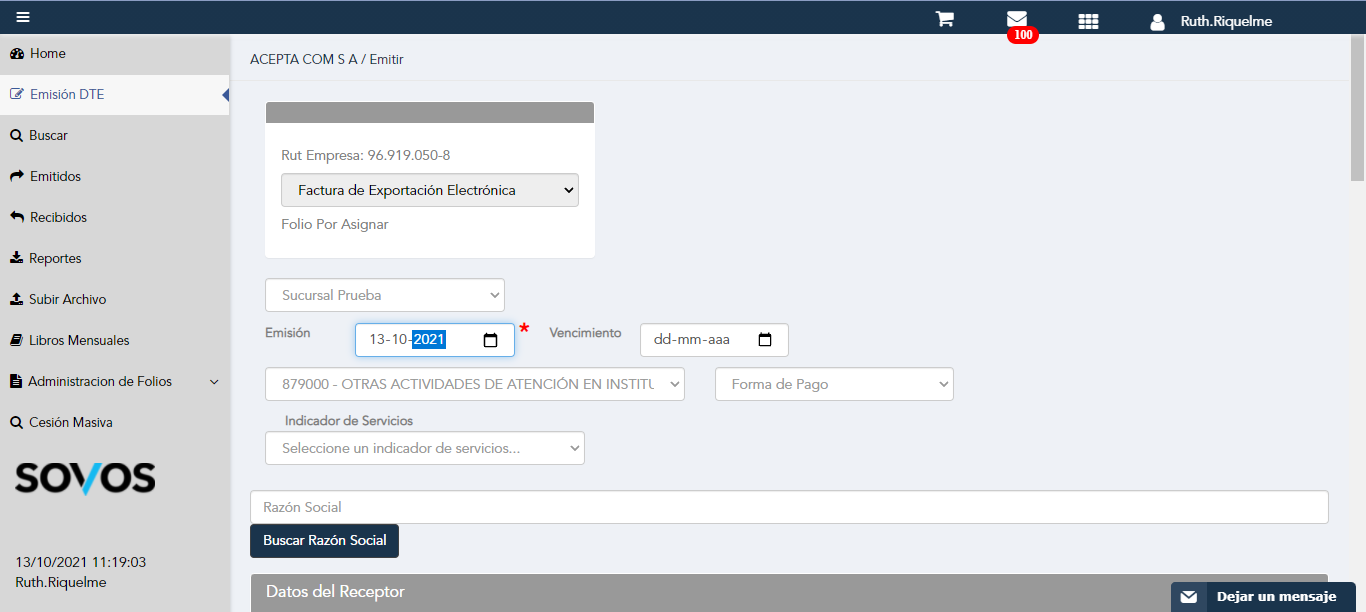 Ruth.Riquelme
100
Home
ACEPTA COM S A / Emitir
Emisión DTE
Buscar
Emitidos
Recibidos
Reportes
Subir Archivo
Libros Mensuales
Administracion de Folios
Cesión Masiva
SOVOS
13/10/2021 11:19:03
Ruth.Riquelme
Rut Empresa: 96.919.050-8
Factura de Exportación Electrónica
Folio Por Asignar
Sucursal Prueba
Emisión 13-10-2021 * Vencimiento dd-mm-aaa
879000 - OTRAS ACTIVIDADES DE ATENCIÓN EN INSTITU Forma de Pago
Indicador de Servicios
Seleccione un indicador de servicios...
Razón Social
Buscar Razón Social
Datos del Receptor
Dejar un mensaje